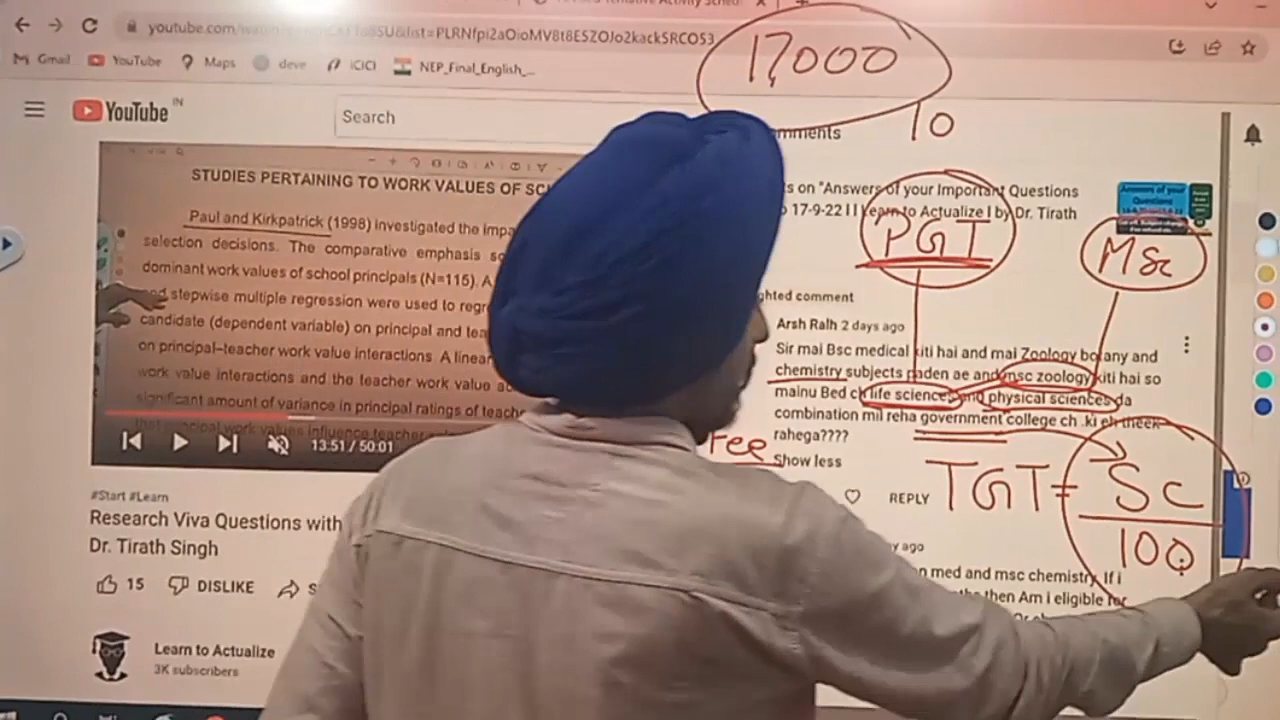 mail
YouTube
Maps
deve
ICICI
NEP_Final_English_...
17,000
10
YouTube IN
Search
mments
STUDIES PERTAINING TO WORK VALUES OF
Paul and Kirkpatrick (1998) investigated the
selection decisions. The comparative emphasis
dominant work values of school principals (N=115). A
stepwise multiple regression were used to
candidate (dependent variable) on principal and
on principal–teacher work value interactions. A linear
work value interactions and the teacher work value
significant amount of variance in principal ratings of
13:51 / 50:01
#Start #Learn
Research Viva Questions with
Dr. Tirath Singh
15
DISLIKE
Learn to Actualize
3K subscribers
on "Answers of your Important Questions
17-9-22 I I Learn to Actualize I by Dr. Tirath
PGT
MSc
ghted comment
Arsh Ralh 2 days ago
Sir mai Bsc medical kiti hai and mai Zoology botany and
chemistry subjects paden ae and msc zoology kiti hai so
mainu Bed ch life sciences and physical sciences da
combination mil reha government college ch .ki eh theek
rahega????
Show less
REPLY
TGT = Sc
100
ago
med and msc chemistry. If i
then Am i eligible for